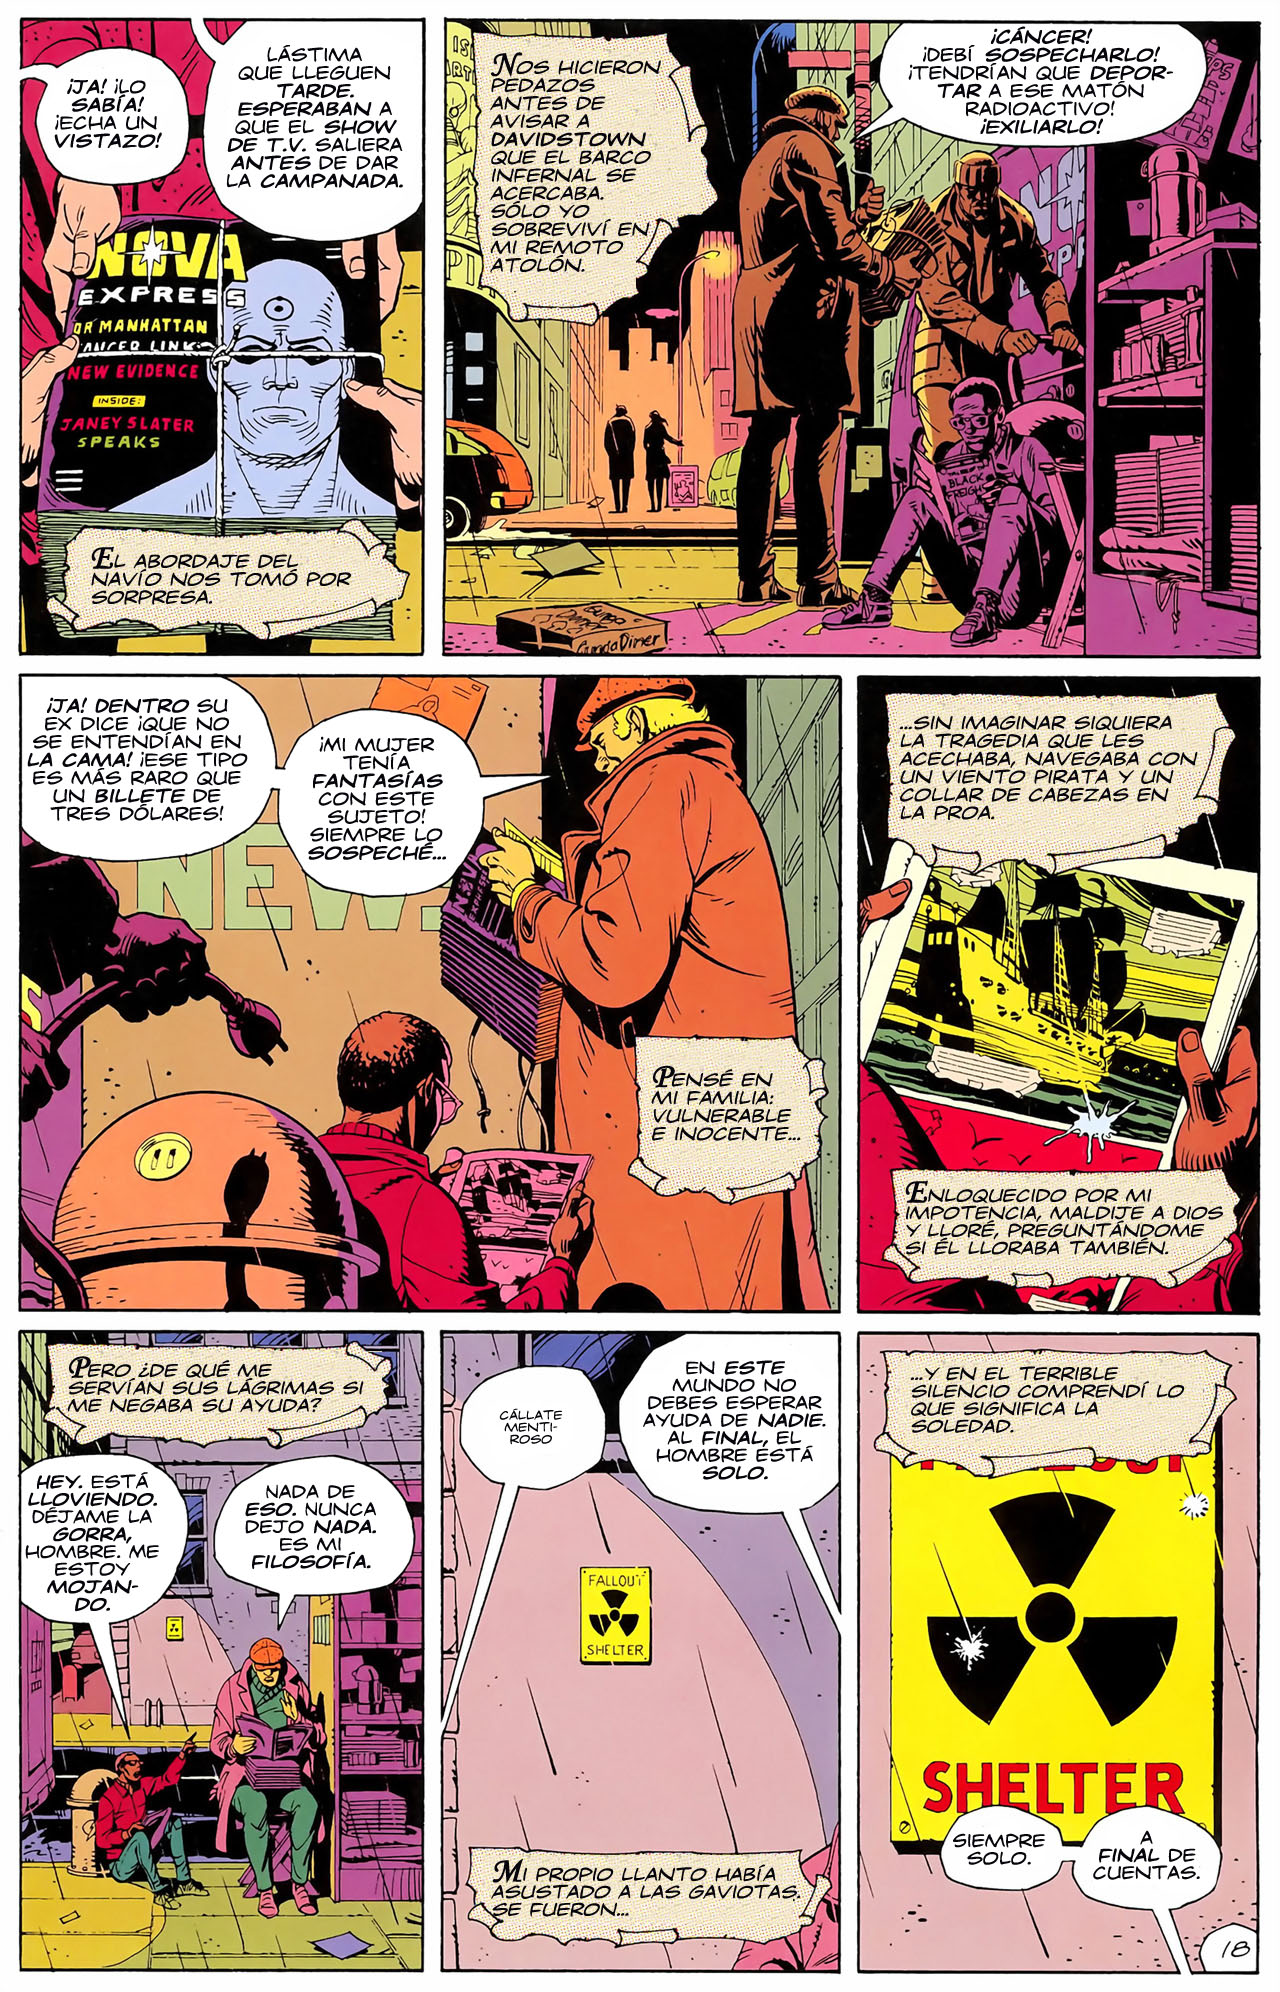 ¡JA! ¡LO
SABÍA!
¡ECHA UN
VISTAZO!
LÁSTIMA
QUE LLEGUEN
TARDE.
ESPERABAN A
QUE EL SHOW
DE T.V. SALIERA
ANTES DE DAR
LA CAMPANADA.
NOVA
EXPRESS
DR MANHATTAN
CANCER LINK:
NEW EVIDENCE
INSIDE:
JANEY SLATER
SPEAKS
EL ABORDAJE DEL
NAVÍO NOS TOMÓ POR
SORPRESA.
NOS HICIERON
PEDAZOS
ANTES DE
AVISAR A
DAVIDSTOWN
QUE EL BARCO
INFERNAL SE
ACERCABA.
SÓLO YO
SOBREVIVÍ EN
MI REMOTO
ATOLÓN.
¡CÁNCER!
¡DEBÍ SOSPECHARLO!
¡TENDRÍAN QUE DEPOR-
TAR A ESE MATÓN
RADIOACTIVO!
¡EXILIARLO!
BLACK
FREIGH
Gunga
Diner
Gunga Diner
¡JA! DENTRO SU
EX DICE ¡QUE NO
SE ENTENDÍAN EN
LA CAMA! ¡ESE TIPO
ES MÁS RARO QUE
UN BILLETE DE
TRES DÓLARES!
¡MI MUJER
TENÍA
FANTASÍAS
CON ESTE
SUJETO!
SIEMPRE LO
SOSPECHÉ...
NEW
NOVA
EXPRESS
PENSÉ EN
MI FAMILIA:
VULNERABLE
E INOCENTE...
...SIN IMAGINAR SIQUIERA
LA TRAGEDIA QUE LES
ACECHABA, NAVEGABA CON
UN VIENTO PIRATA Y UN
COLLAR DE CABEZAS EN
LA PROA.
ENLOQUECIDO POR MI
IMPOTENCIA, MALDIJE A DIOS
Y LLORÉ, PREGUNTÁNDOME
SI ÉL LLORABA TAMBIÉN.
PERO ¿DE QUÉ ME
SERVÍAN SUS LÁGRIMAS SI
ME NEGABA SU AYUDA?
HEY. ESTÁ
LLOVIENDO.
DÉJAME LA
GORRA,
HOMBRE. ME
ESTOY
MOJAN-
DO.
NADA DE
ESO. NUNCA
DEJO NADA.
ES MI
FILOSOFÍA.
CÁLLATE
MENTI-
ROSO
EN ESTE
MUNDO NO
DEBES ESPERAR
AYUDA DE NADIE.
AL FINAL, EL
HOMBRE ESTÁ
SOLO.
FALLOUT
SHELTER
MI PROPIO LLANTO HABÍA
ASUSTADO A LAS GAVIOTAS.
SE FUERON...
...Y EN EL TERRIBLE
SILENCIO COMPRENDÍ LO
QUE SIGNIFICA LA
SOLEDAD.
FALLOUT
SHELTER
SIEMPRE
SOLO.
A
FINAL DE
CUENTAS.
18